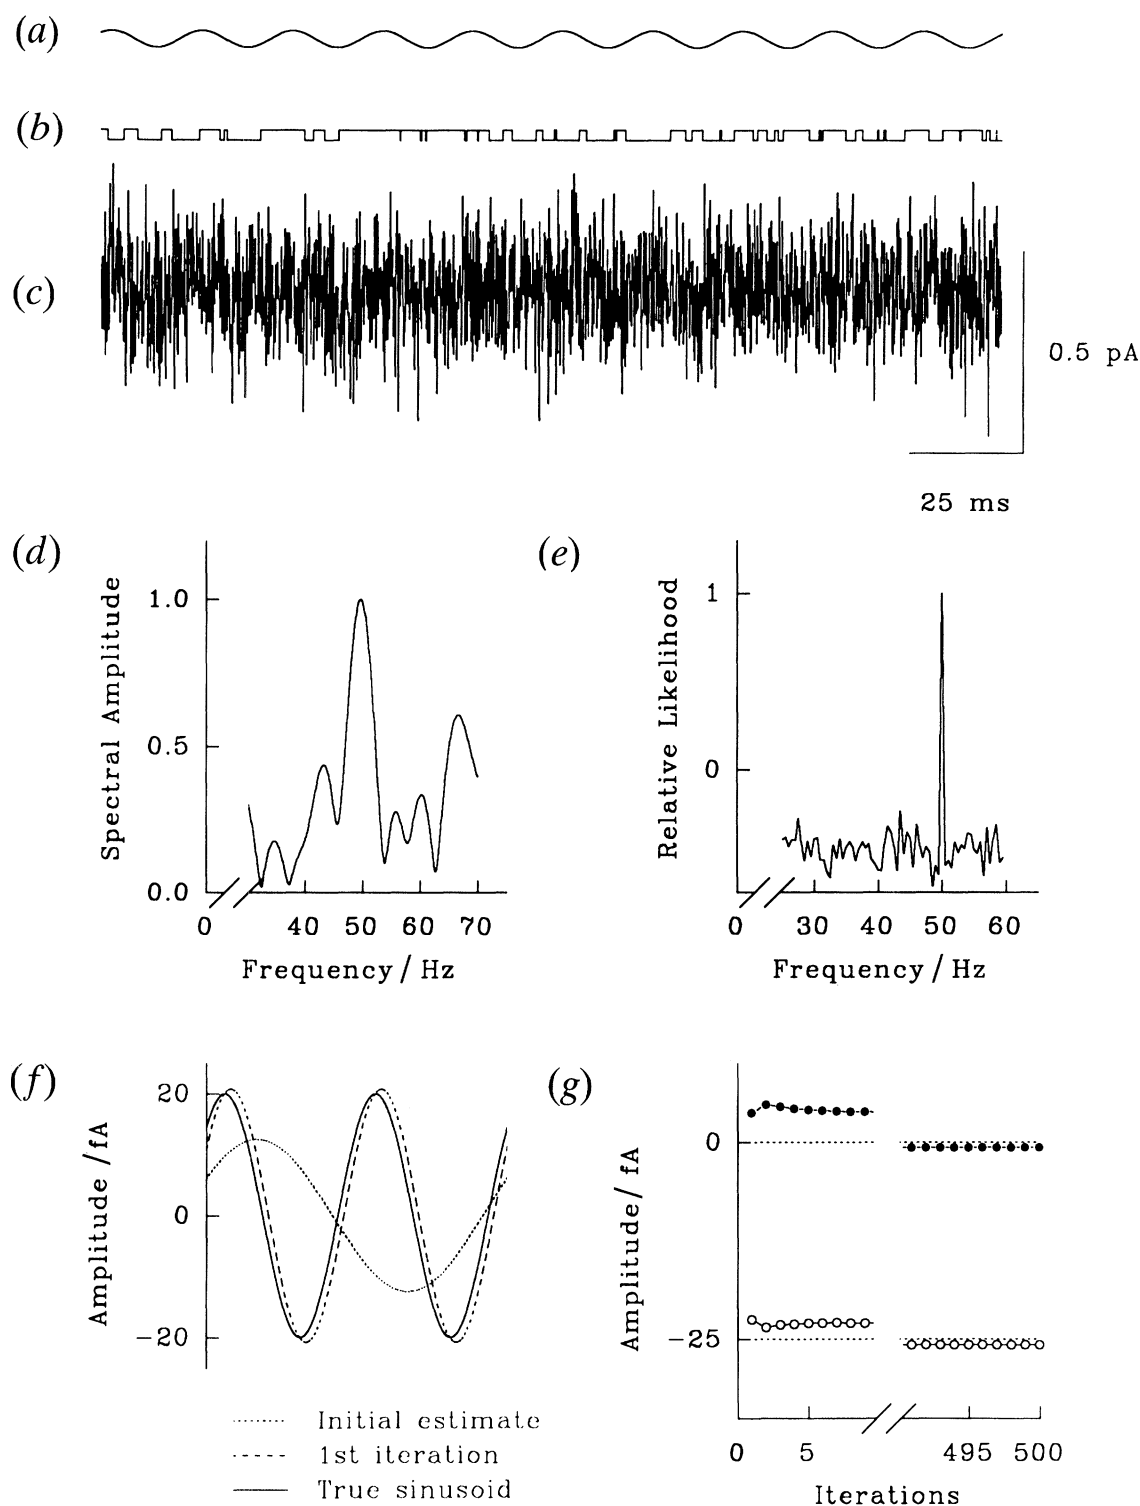 (a)
(b)
(c)
0.5 pA
25 ms
(d)
Spectral Amplitude
1.0
0.5
0.0
0 40 50 60 70
Frequency / Hz
(e)
Relative Likelihood
1
0
0 30 40 50 60
Frequency / Hz
(f)
Amplitude / fA
20
0
−20
Initial estimate
1st iteration
True sinusoid
(g)
Amplitude / fA
0
−25
0 5 495 500
Iterations